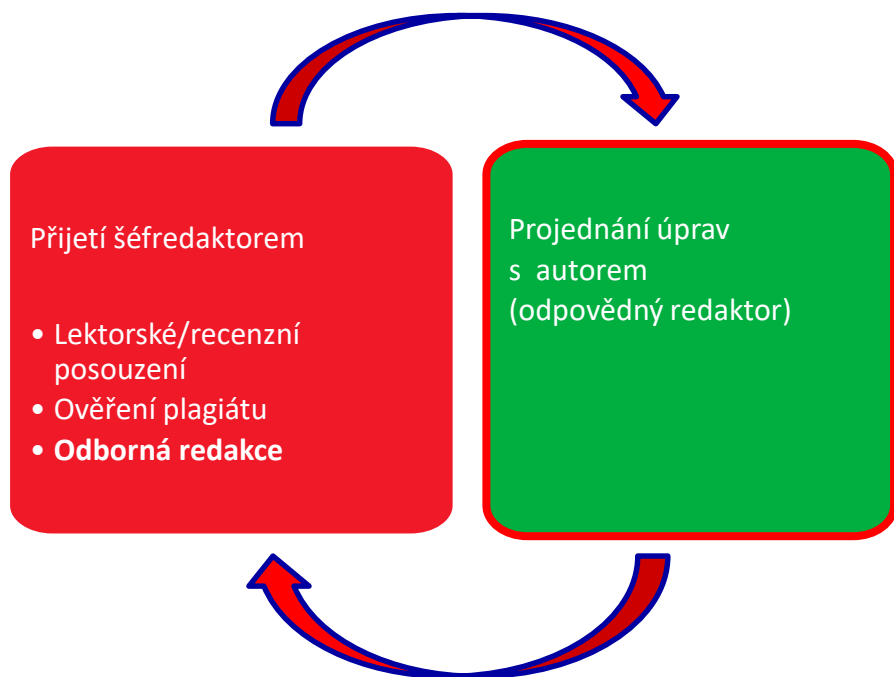 Přijetí šéfredaktorem
• Lektorské/recenzní
posouzení
• Ověření plagiátu
• Odborná redakce
Projednání úprav
s autorem
(odpovědný redaktor)